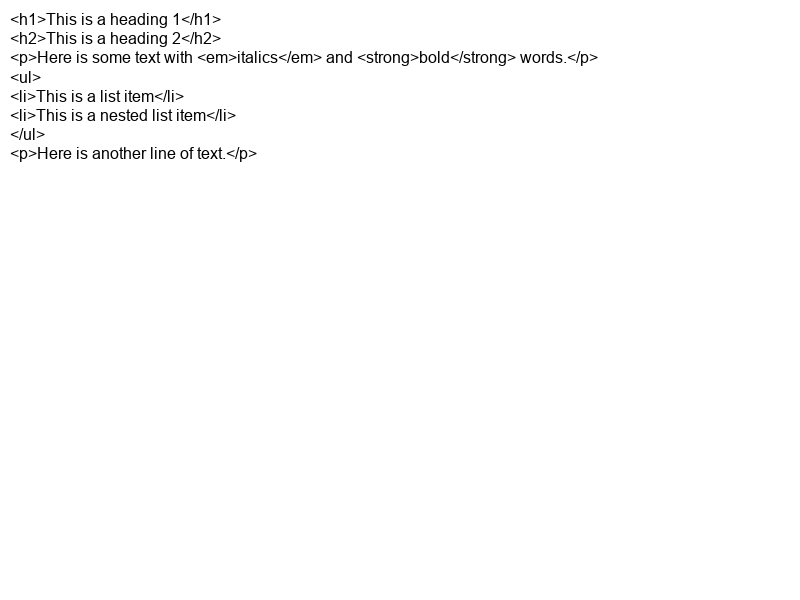 <h1>This is a heading 1</h1>
<h2>This is a heading 2</h2>
<p>Here is some text with <em>italics</em> and <strong>bold</strong> words.</p>
<ul>
<li>This is a list item</li>
<li>This is a nested list item</li>
</ul>
<p>Here is another line of text.</p>